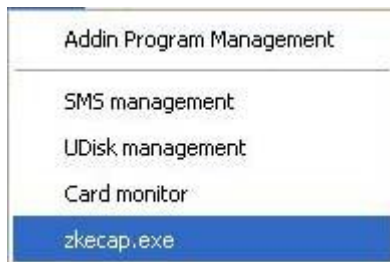 Addin Program Management
SMS management
UDisk management
Card monitor
zkecap.exe